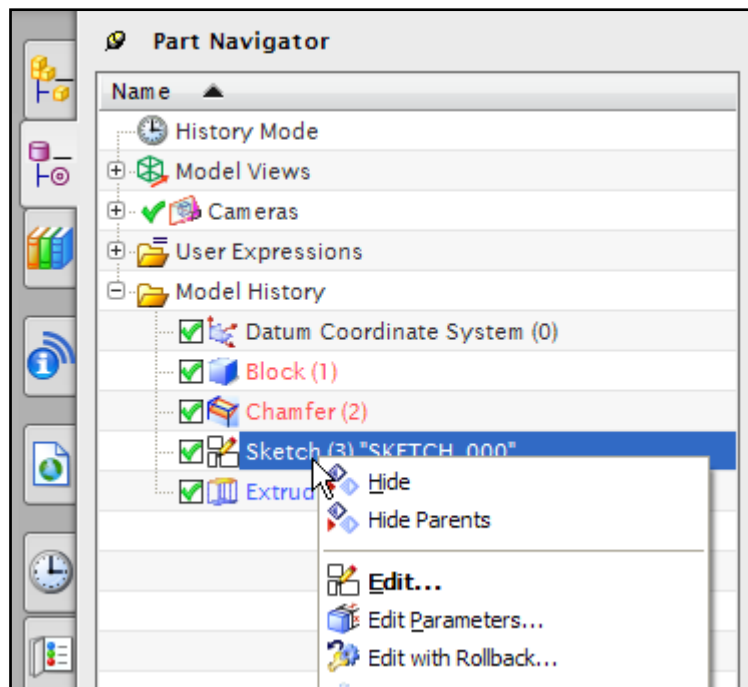 Part Navigator
Name
History Mode
Model Views
Cameras
User Expressions
Model History
Datum Coordinate System (0)
Block (1)
Chamfer (2)
Sketch (3) "SKETCH_000"
Extrud
Hide
Hide Parents
Edit...
Edit Parameters...
Edit with Rollback...